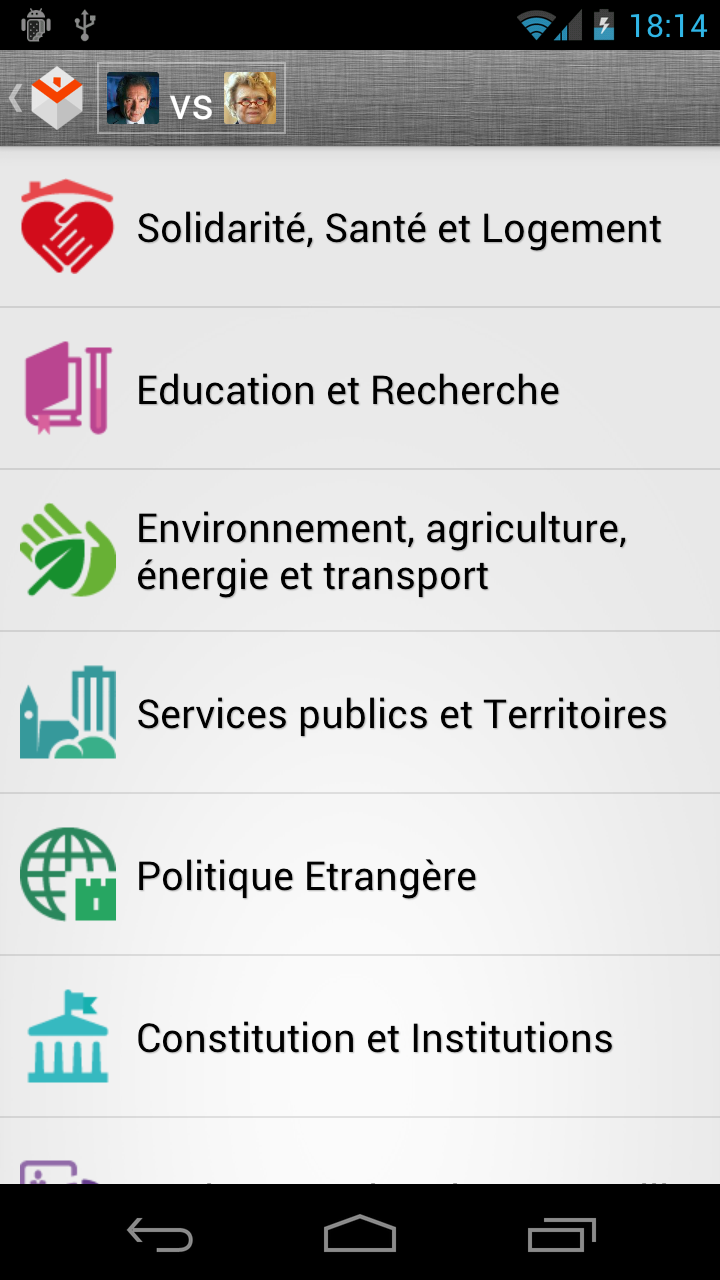 18:14
vs
Solidarité, Santé et Logement
Education et Recherche
Environnement, agriculture,
énergie et transport
Services publics et Territoires
Politique Etrangère
Constitution et Institutions